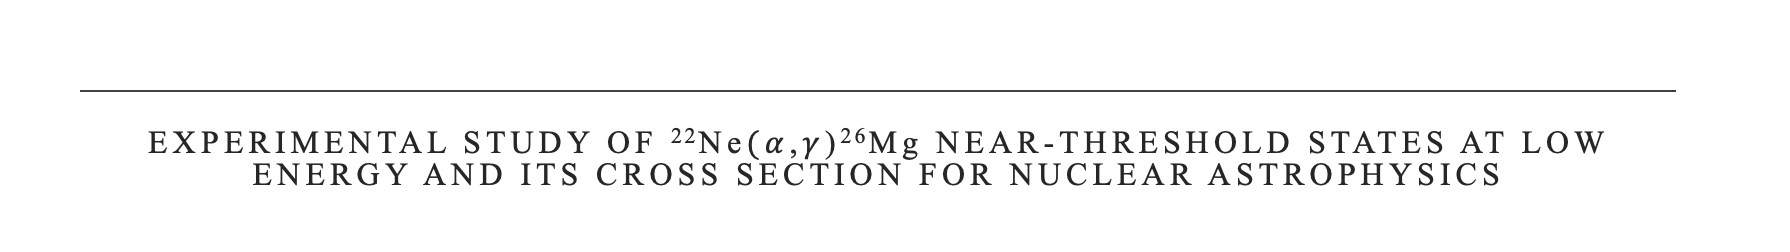 EXPERIMENTAL STUDY OF ²²Ne(α,γ)²⁶Mg NEAR-THRESHOLD STATES AT LOW
ENERGY AND ITS CROSS SECTION FOR NUCLEAR ASTROPHYSICS